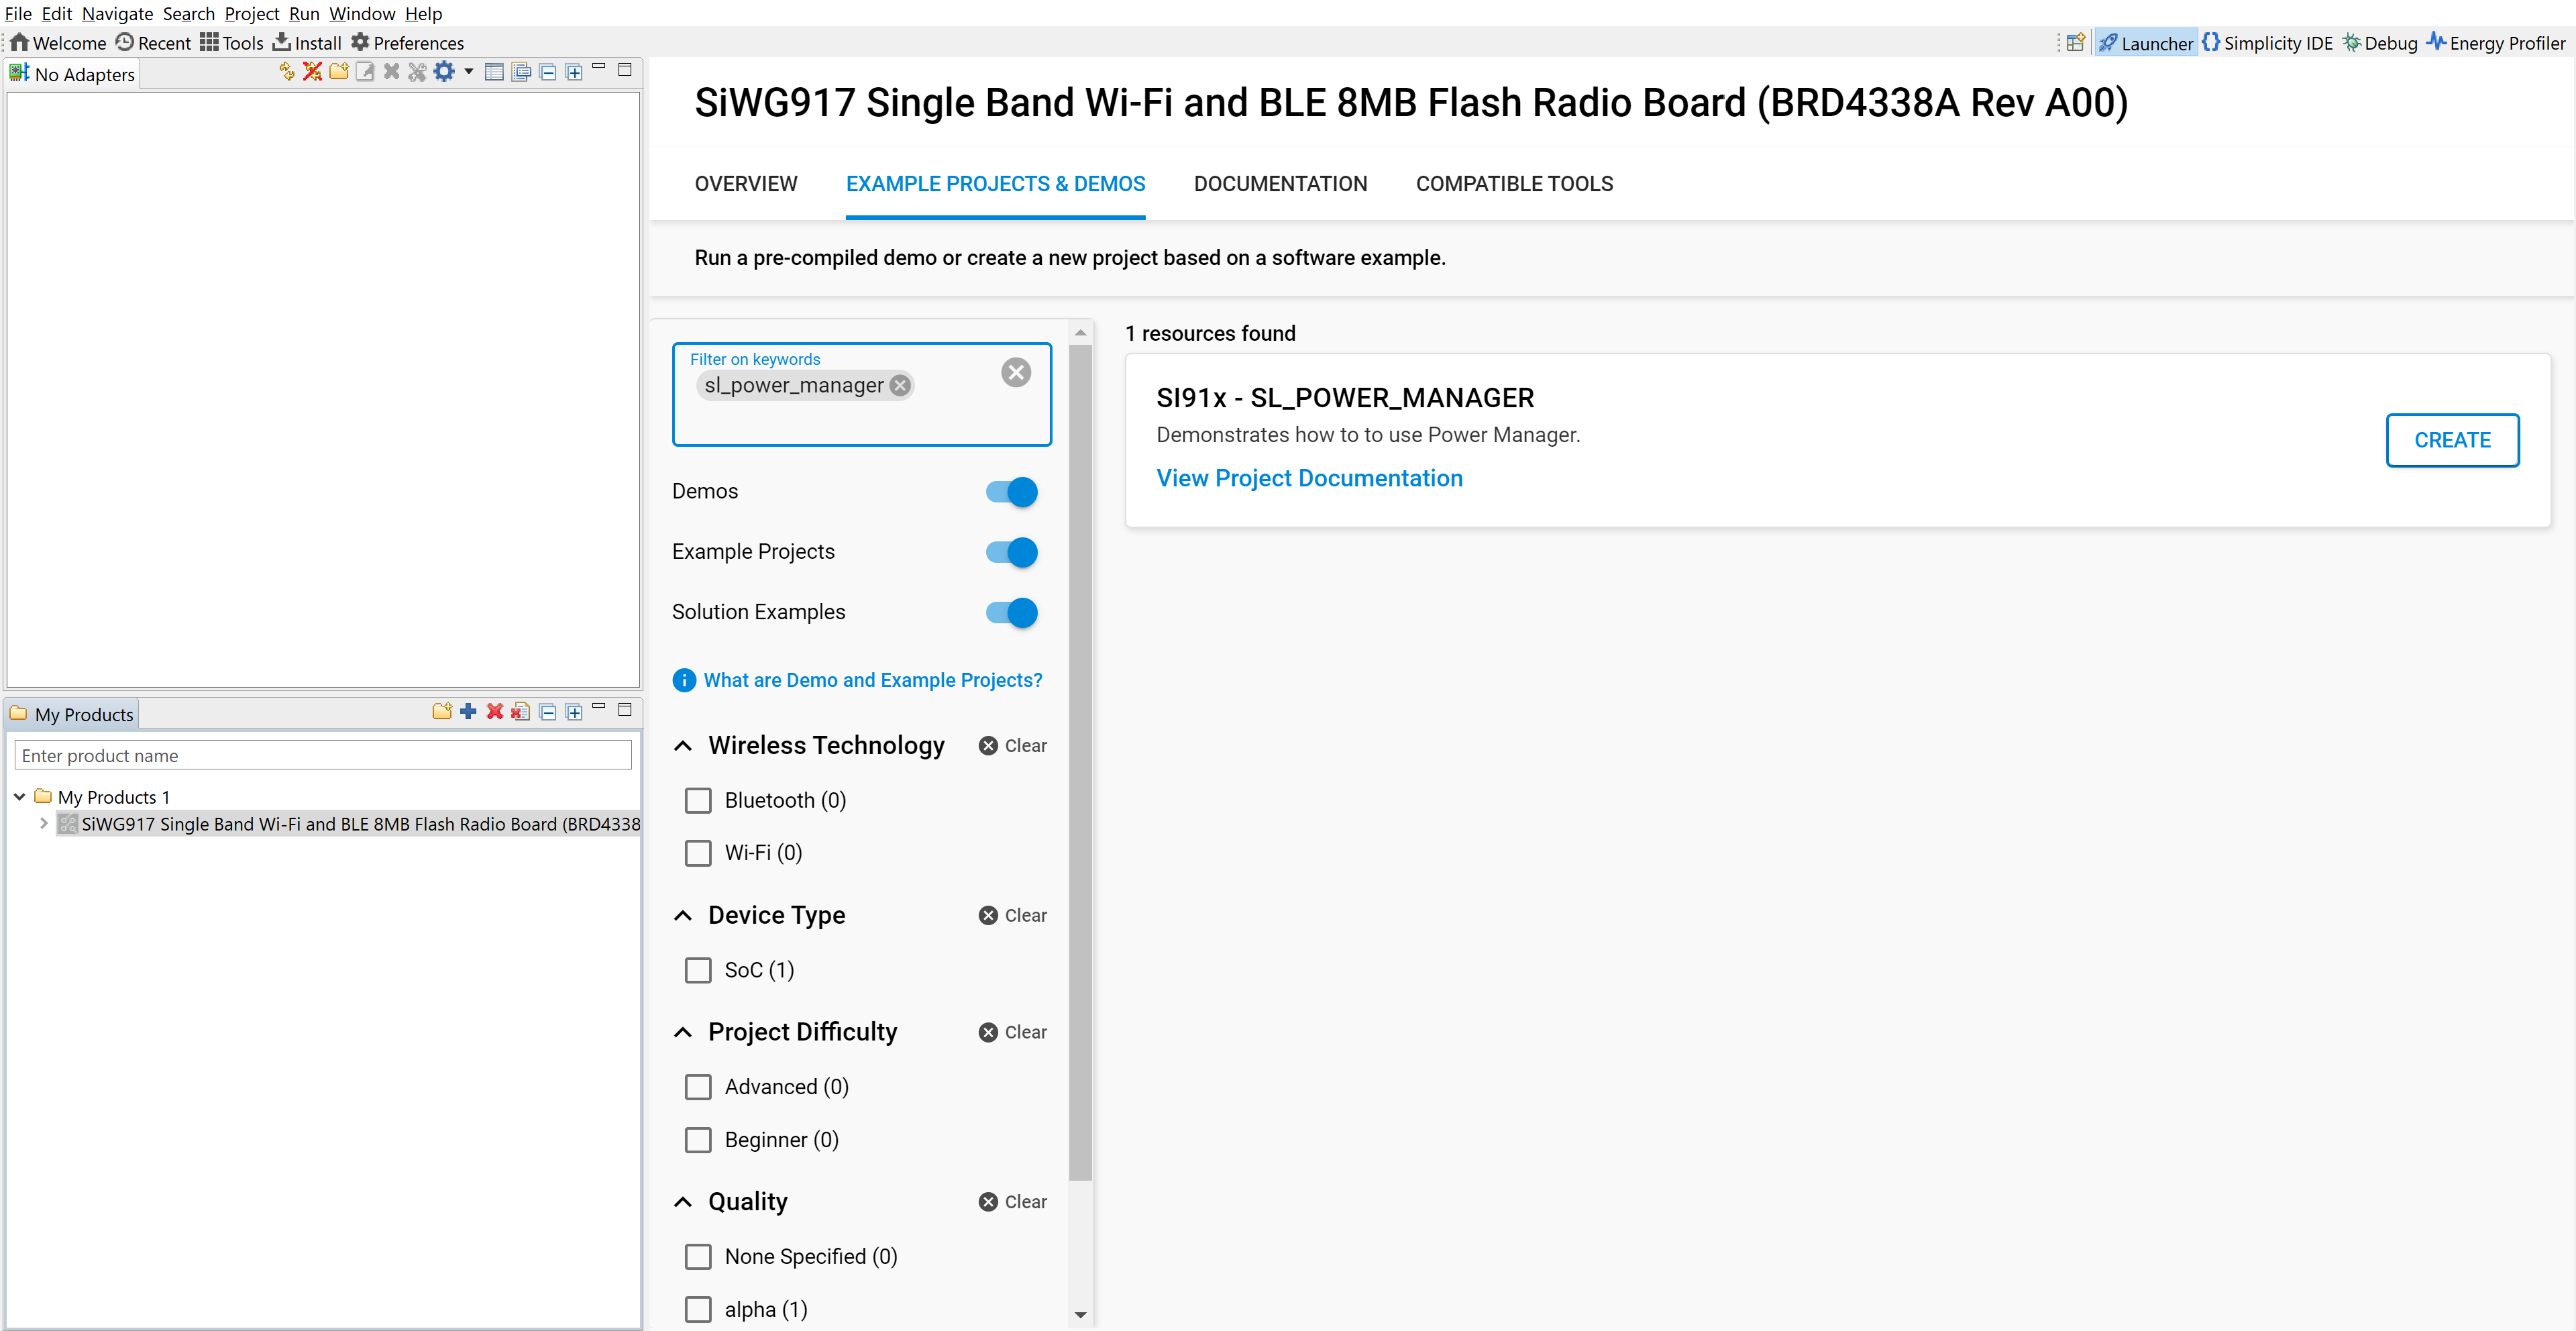 File Edit Navigate Search Project Run Window Help
Welcome Recent Tools Install Preferences
Launcher Simplicity IDE Debug Energy Profiler
No Adapters
SiWG917 Single Band Wi-Fi and BLE 8MB Flash Radio Board (BRD4338A Rev A00)
OVERVIEW EXAMPLE PROJECTS & DEMOS DOCUMENTATION COMPATIBLE TOOLS
Run a pre-compiled demo or create a new project based on a software example.
Filter on keywords
sl_power_manager
Demos
Example Projects
Solution Examples
What are Demo and Example Projects?
Wireless Technology Clear
Bluetooth (0)
Wi-Fi (0)
Device Type Clear
SoC (1)
Project Difficulty Clear
Advanced (0)
Beginner (0)
Quality Clear
None Specified (0)
alpha (1)
1 resources found
SI91x - SL_POWER_MANAGER
Demonstrates how to to use Power Manager.
View Project Documentation
CREATE
My Products
Enter product name
My Products 1
SiWG917 Single Band Wi-Fi and BLE 8MB Flash Radio Board (BRD4338